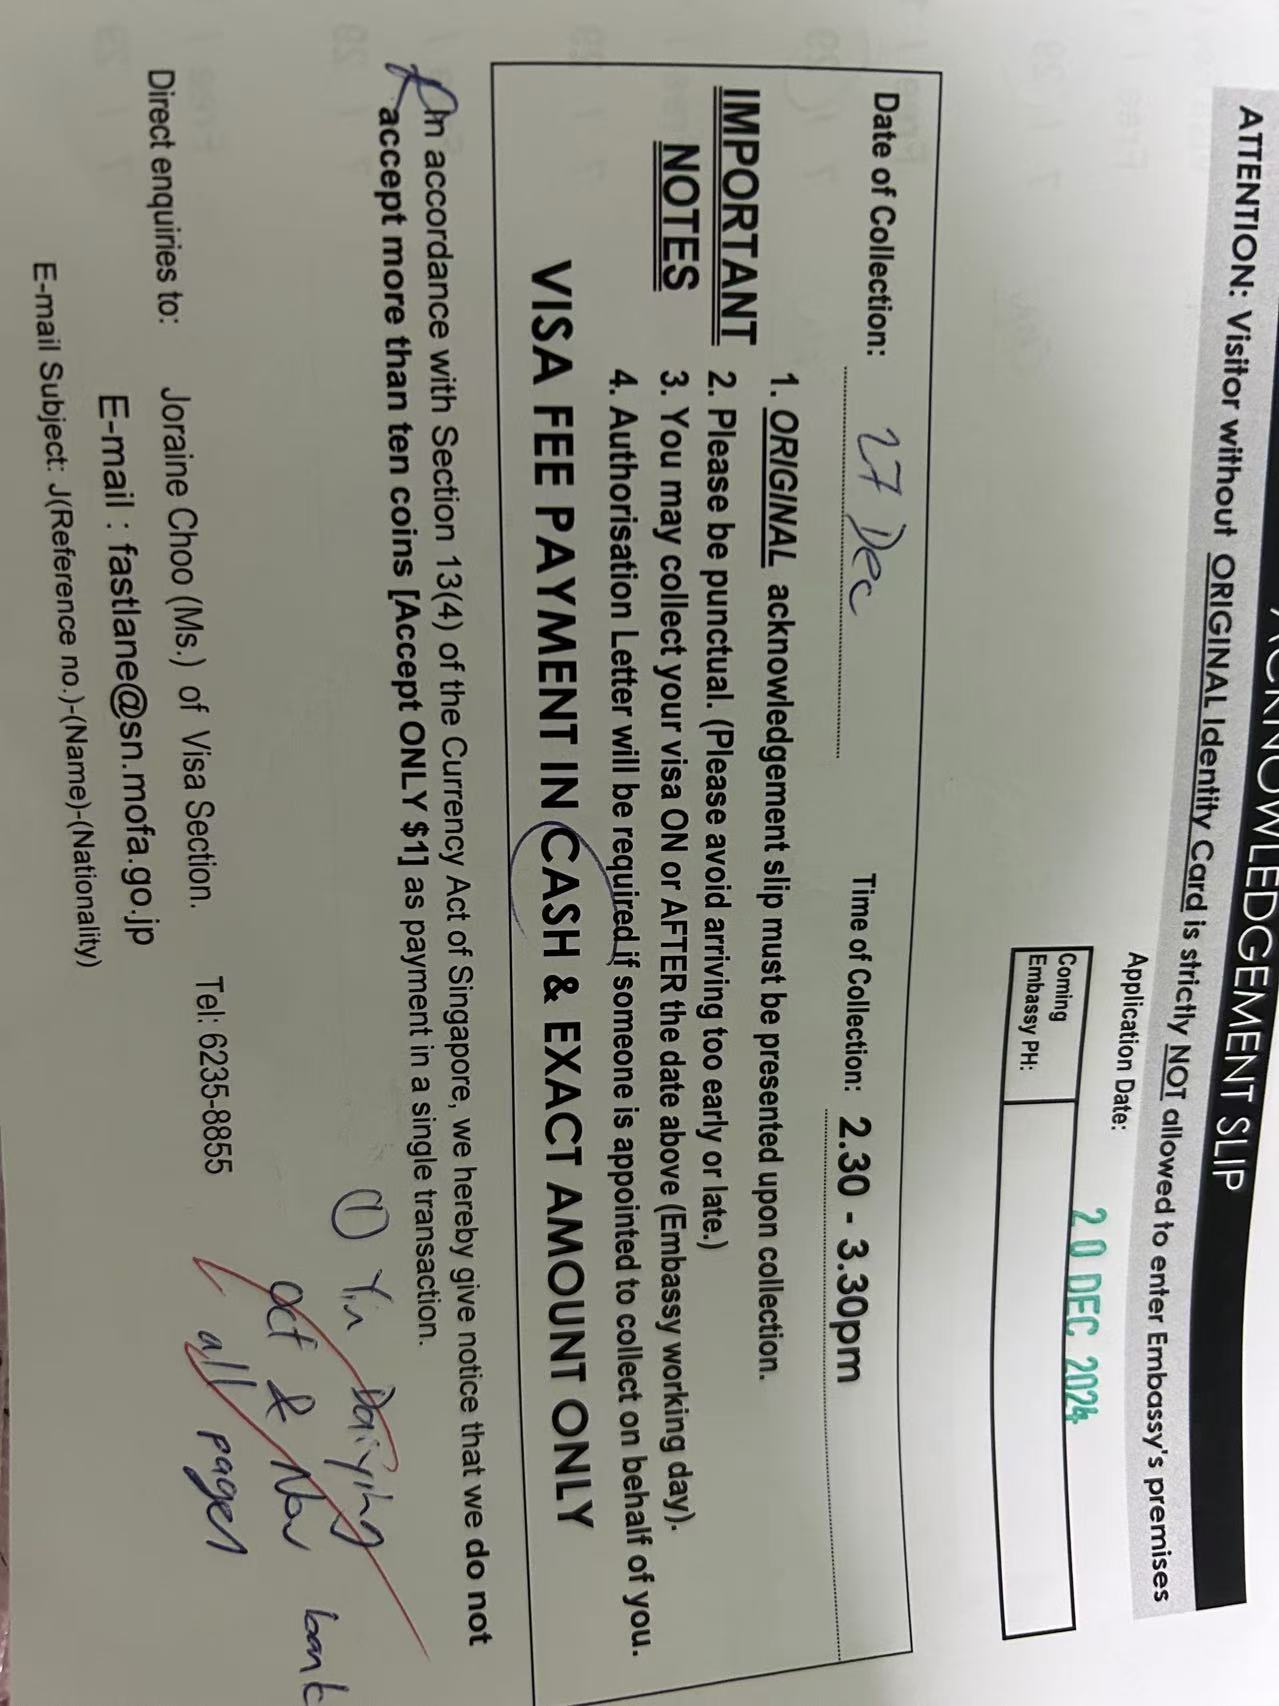 ACKNOWLEDGEMENT SLIP
ATTENTION: Visitor without ORIGINAL Identity Card is strictly NOT allowed to enter Embassy's premises
Application Date: 20 DEC 2024
Coming
Embassy PH:
Date of Collection: 27 Dec Time of Collection: 2.30 - 3.30pm
IMPORTANT
NOTES
1. ORIGINAL acknowledgement slip must be presented upon collection.
2. Please be punctual. (Please avoid arriving too early or late.)
3. You may collect your visa ON or AFTER the date above (Embassy working day).
4. Authorisation Letter will be required if someone is appointed to collect on behalf of you.
VISA FEE PAYMENT IN CASH & EXACT AMOUNT ONLY
In accordance with Section 13(4) of the Currency Act of Singapore, we hereby give notice that we do not
accept more than ten coins [Accept ONLY $1] as payment in a single transaction.
① Yin Daiying
Oct & Nov bank
all pages
Direct enquiries to: Joraine Choo (Ms.) of Visa Section. Tel: 6235-8855
E-mail : fastlane@sn.mofa.go.jp
E-mail Subject: J(Reference no.)-(Name)-(Nationality)